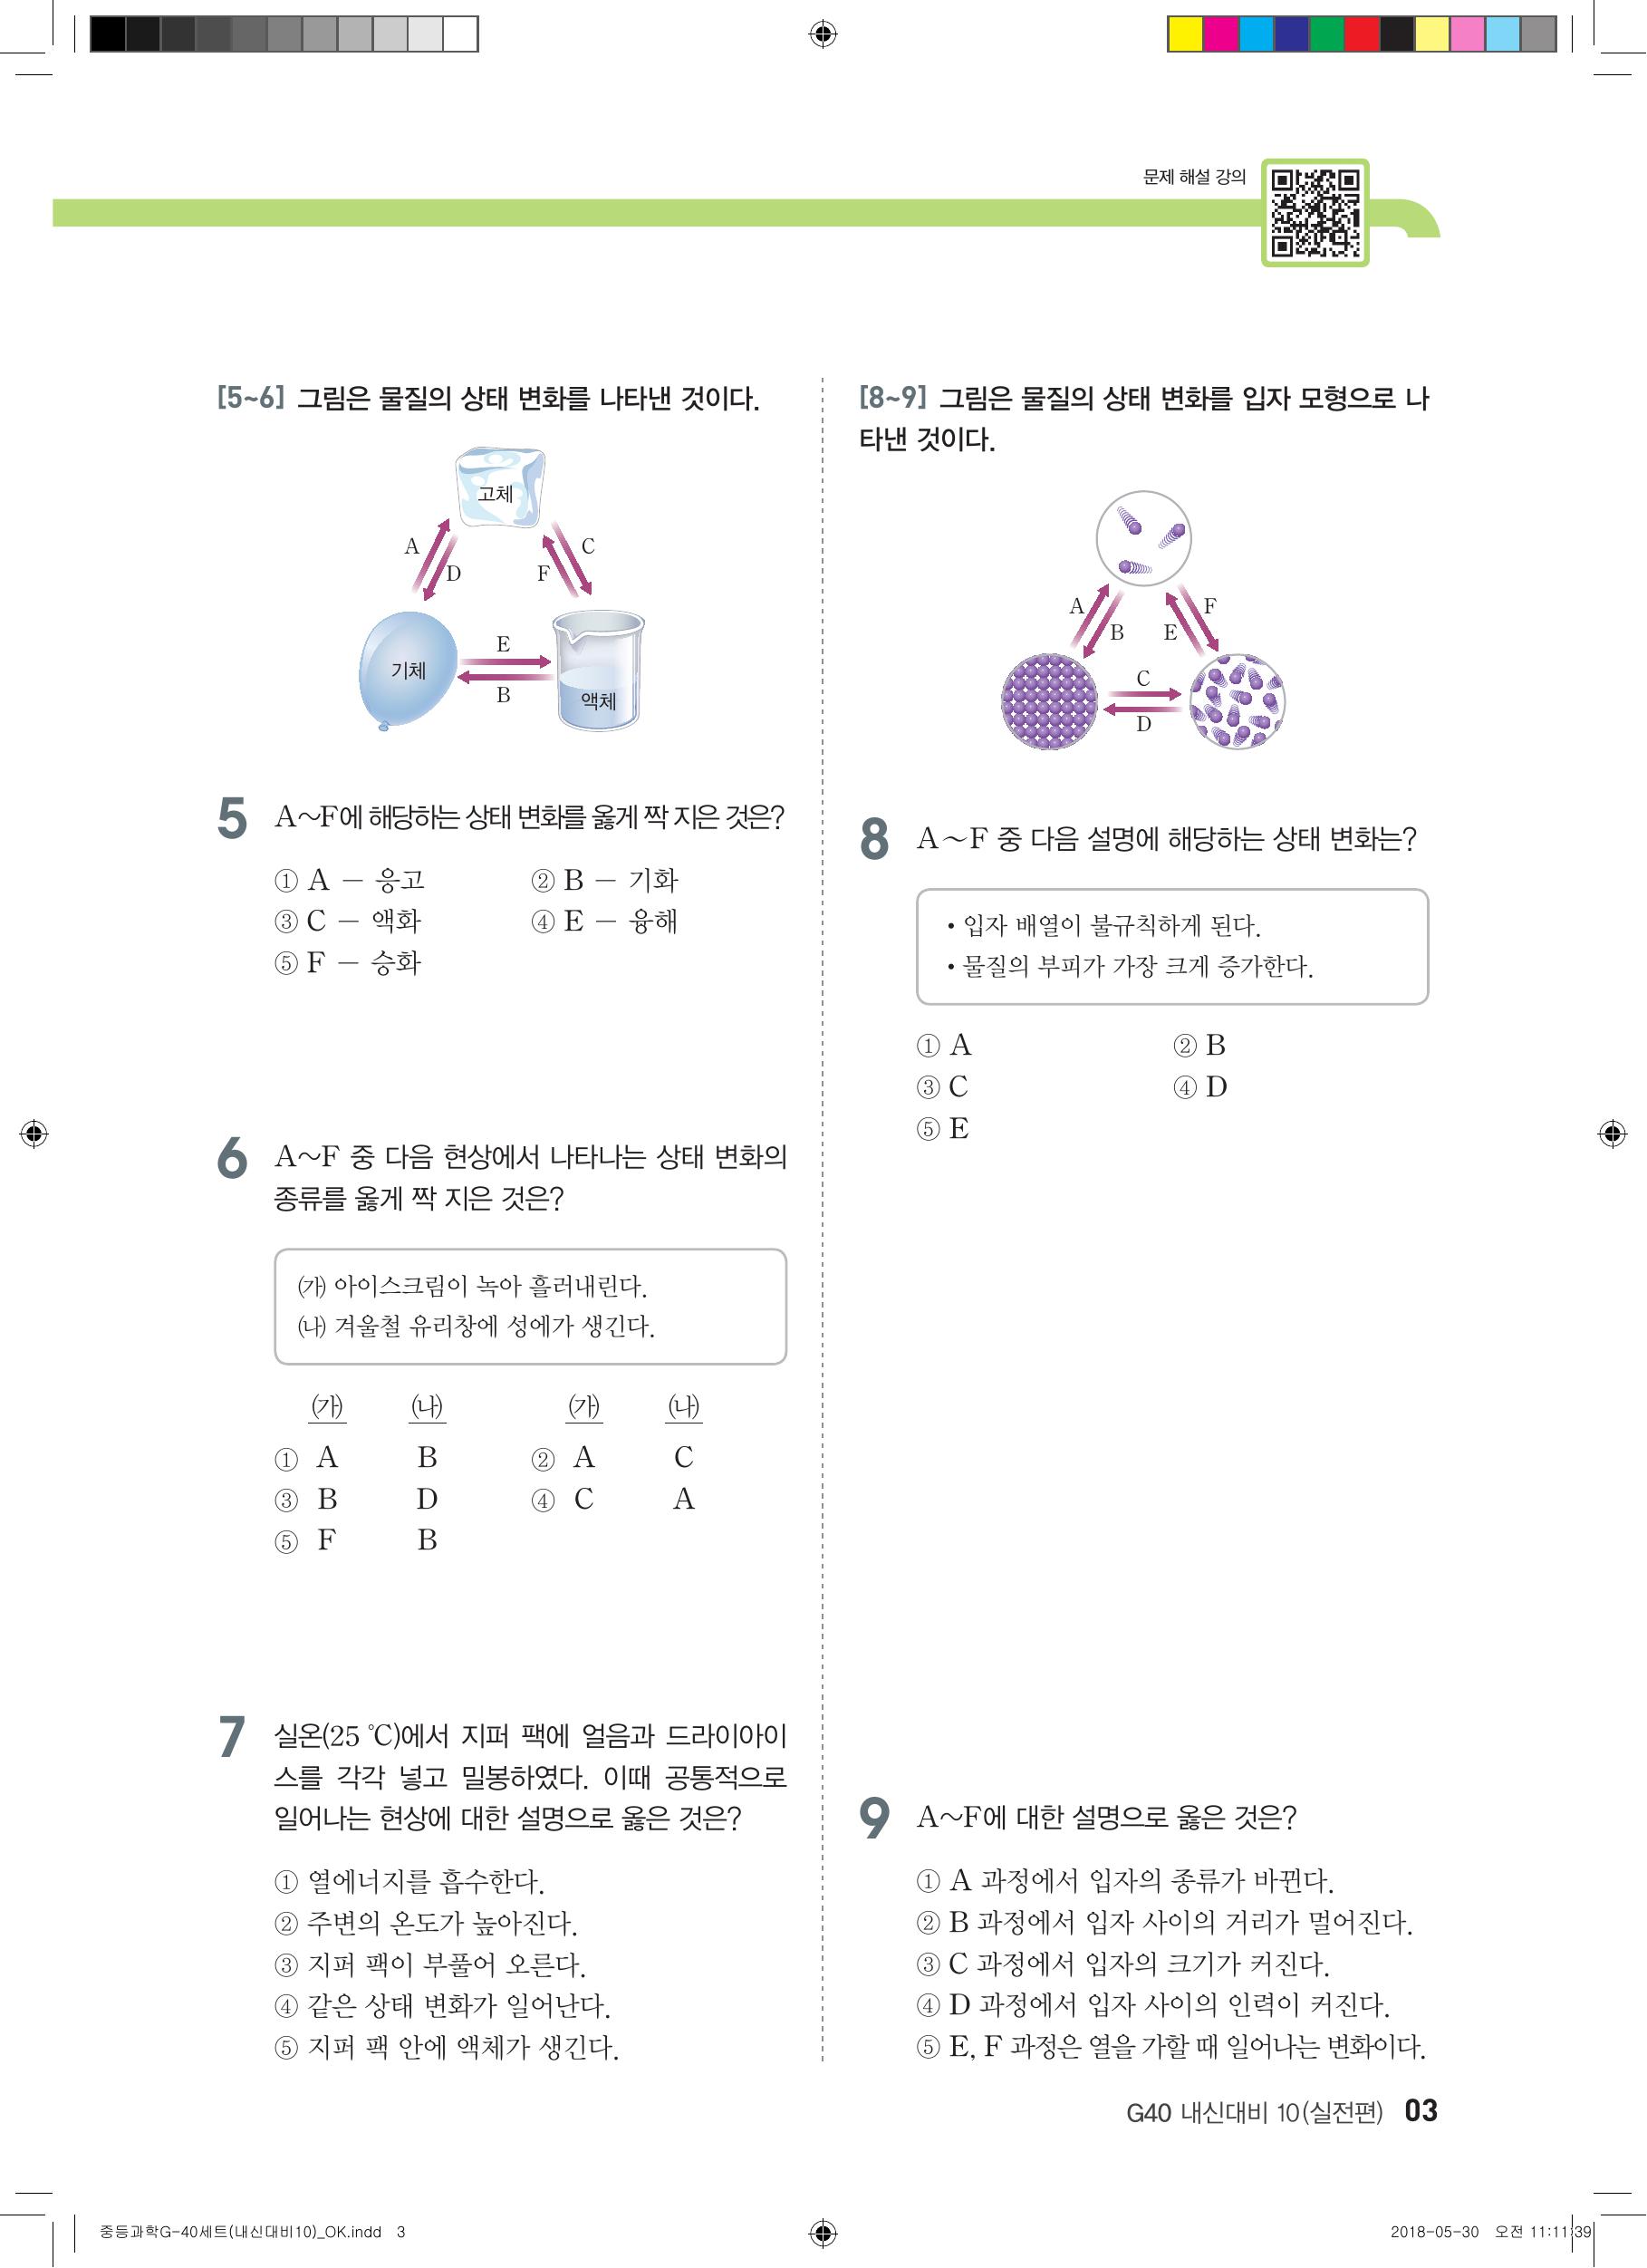 문제 해설 강의
[5~6] 그림은 물질의 상태 변화를 나타낸 것이다.
고체
A
D
F
C
기체
E
B
액체
5 A~F에 해당하는 상태 변화를 옳게 짝 지은 것은?
① A - 응고 ② B - 기화
③ C - 액화 ④ E - 융해
⑤ F - 승화
6 A~F 중 다음 현상에서 나타나는 상태 변화의
종류를 옳게 짝 지은 것은?
㈎ 아이스크림이 녹아 흘러내린다.
㈏ 겨울철 유리창에 성에가 생긴다.
㈎ ㈏ ㈎ ㈏
① A B ② A C
③ B D ④ C A
⑤ F B
7 실온(25 ℃)에서 지퍼 팩에 얼음과 드라이아이
스를 각각 넣고 밀봉하였다. 이때 공통적으로
일어나는 현상에 대한 설명으로 옳은 것은?
① 열에너지를 흡수한다.
② 주변의 온도가 높아진다.
③ 지퍼 팩이 부풀어 오른다.
④ 같은 상태 변화가 일어난다.
⑤ 지퍼 팩 안에 액체가 생긴다.
[8~9] 그림은 물질의 상태 변화를 입자 모형으로 나
타낸 것이다.
A
B
E
F
C
D
8 A~F 중 다음 설명에 해당하는 상태 변화는?
• 입자 배열이 불규칙하게 된다.
• 물질의 부피가 가장 크게 증가한다.
① A ② B
③ C ④ D
⑤ E
9 A~F에 대한 설명으로 옳은 것은?
① A 과정에서 입자의 종류가 바뀐다.
② B 과정에서 입자 사이의 거리가 멀어진다.
③ C 과정에서 입자의 크기가 커진다.
④ D 과정에서 입자 사이의 인력이 커진다.
⑤ E, F 과정은 열을 가할 때 일어나는 변화이다.
G40 내신대비 10(실전편) 03
중등과학G-40세트(내신대비10)_OK.indd 3
2018-05-30 오전 11:11:39